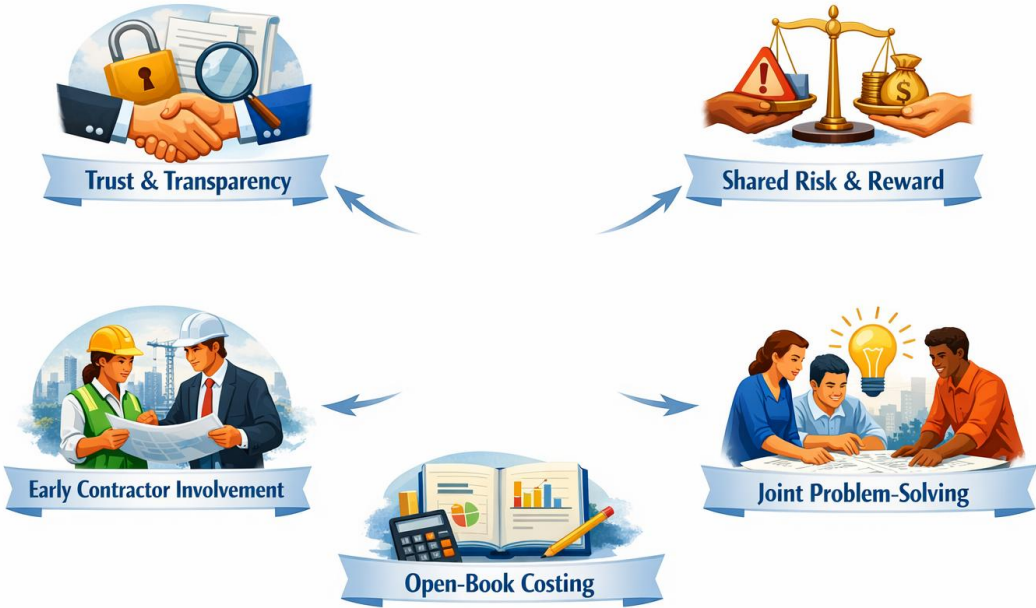 Trust & Transparency
Shared Risk & Reward
$
Early Contractor Involvement
Joint Problem-Solving
Open-Book Costing